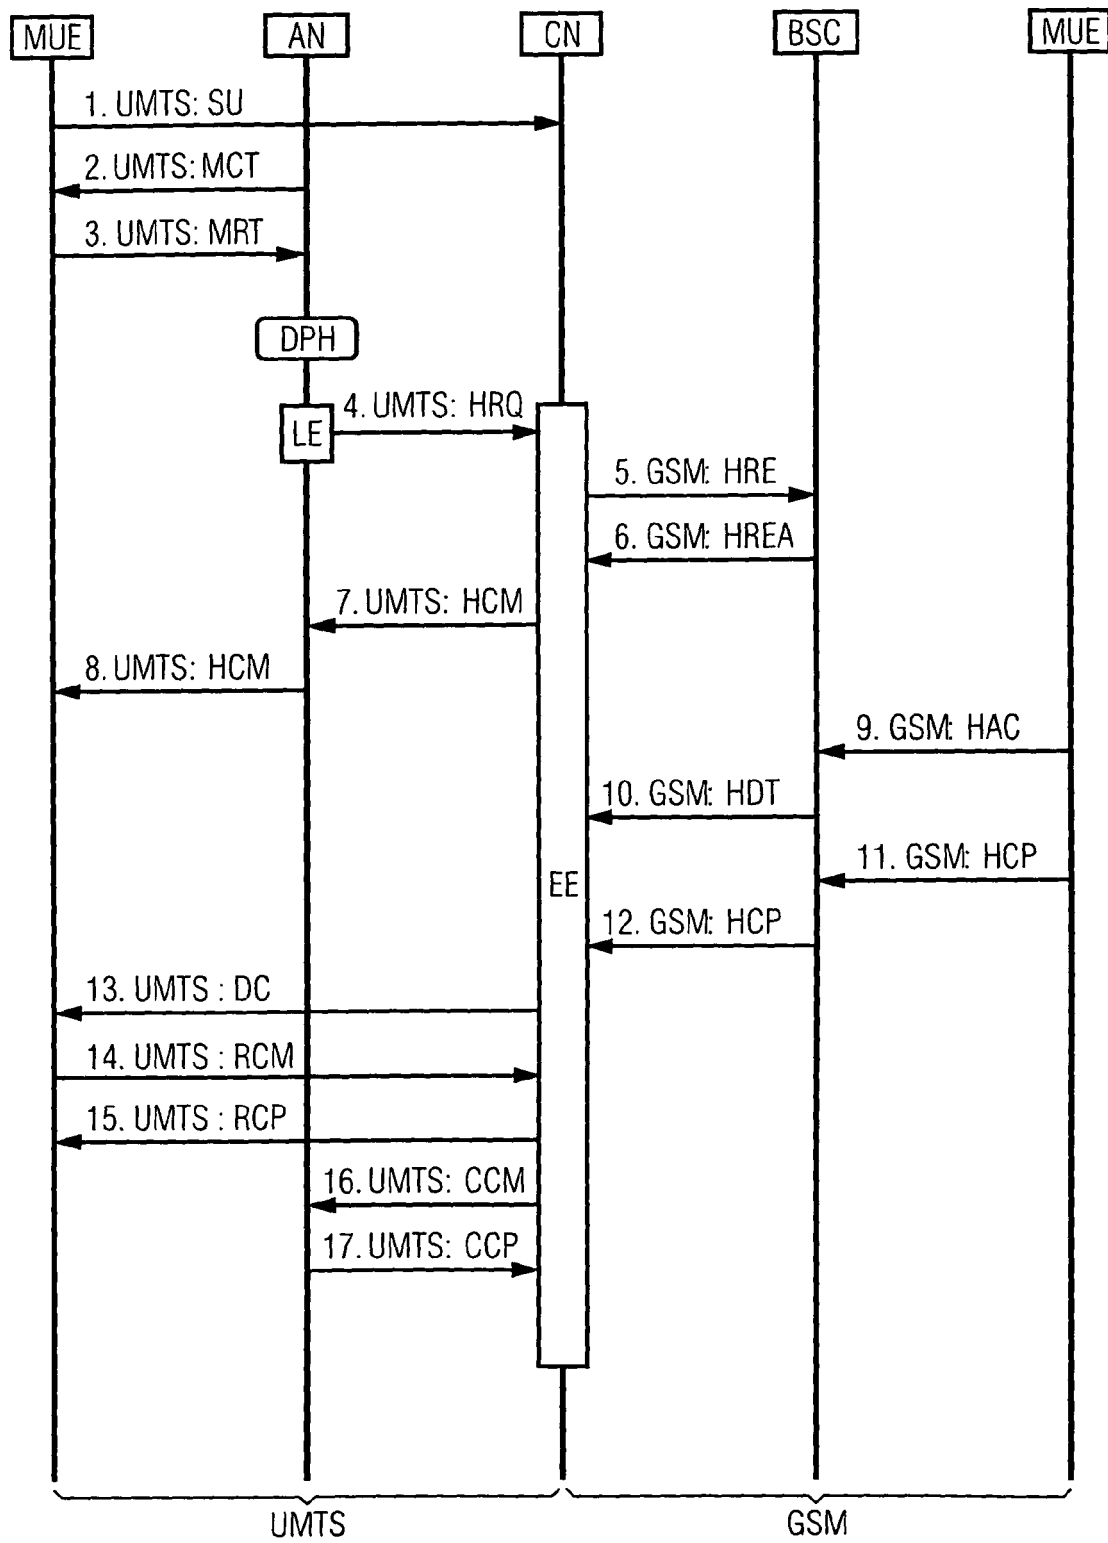 MUE AN CN BSC MUE
1. UMTS: SU
2. UMTS: MCT
3. UMTS: MRT
DPH
LE
4. UMTS: HRQ
5. GSM: HRE
6. GSM: HREA
7. UMTS: HCM
8. UMTS: HCM
9. GSM: HAC
10. GSM: HDT
11. GSM: HCP
EE
12. GSM: HCP
13. UMTS : DC
14. UMTS : RCM
15. UMTS : RCP
16. UMTS: CCM
17. UMTS: CCP
UMTS GSM